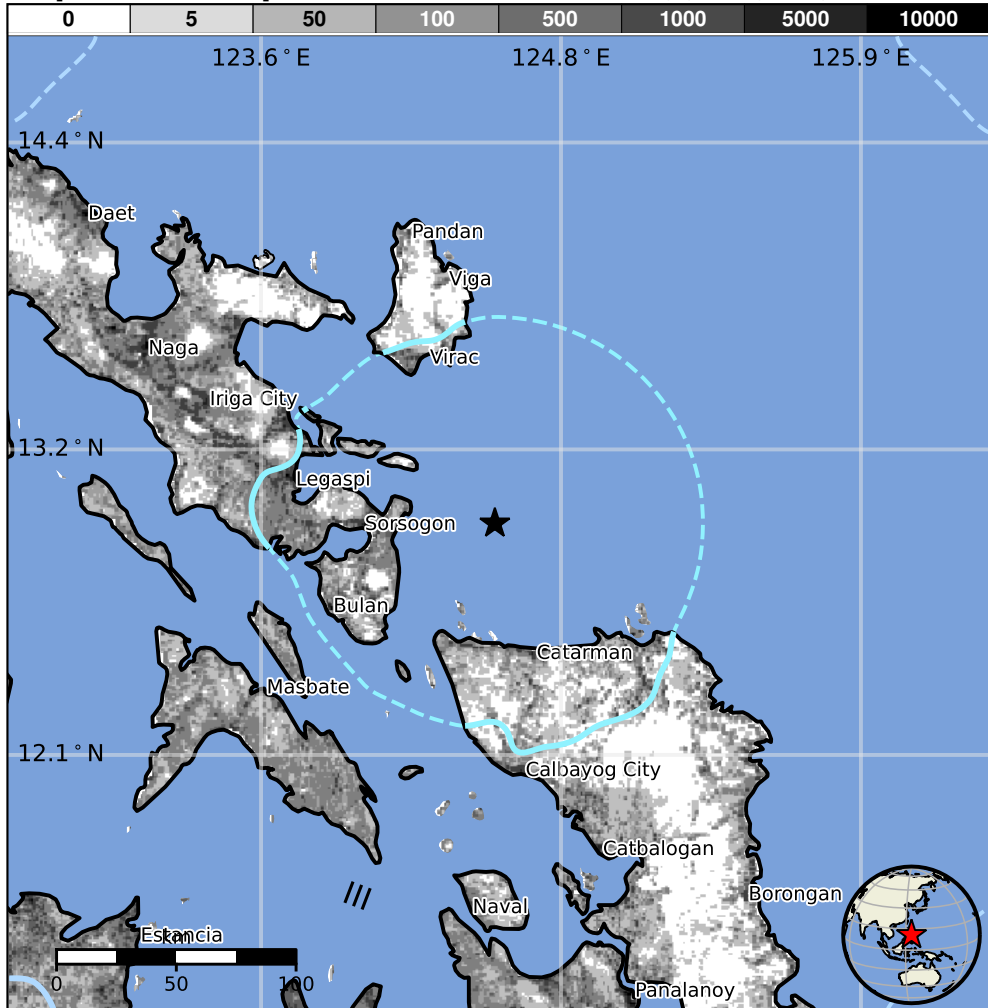 0 5 50 100 500 1000 5000 10000
123.6°E 124.8°E 125.9°E
14.4°N
Daet
Pandan
Viga
Naga
Virac
Iriga City
13.2°N
Legaspi
Sorsogon
Bulan
Catarman
Masbate
12.1°N
Calbayog City
Catbalogan
Borongan
Naval
Estancia
km
0 50 100
Panalanoy